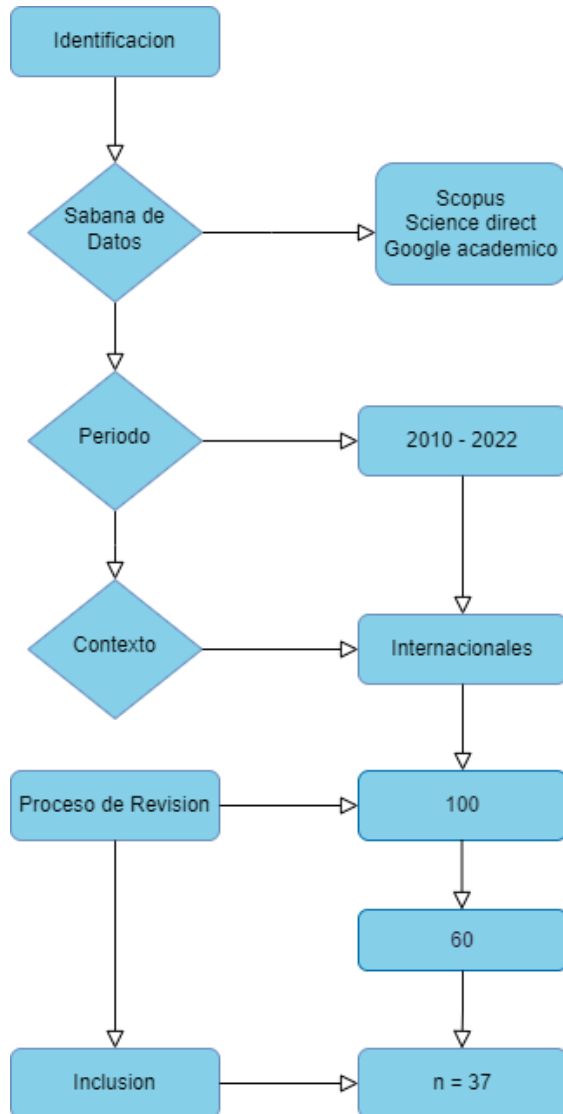 Identificacion
Sabana de
Datos
Scopus
Science direct
Google academico
Periodo
2010 - 2022
Contexto
Internacionales
Proceso de Revision
100
60
Inclusion
n = 37